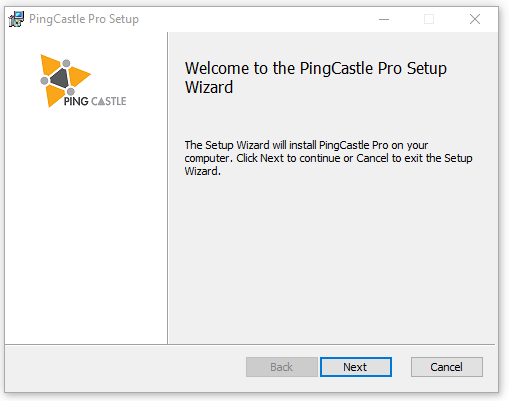 PingCastle Pro Setup
PING CASTLE
Welcome to the PingCastle Pro Setup
Wizard
The Setup Wizard will install PingCastle Pro on your
computer. Click Next to continue or Cancel to exit the Setup
Wizard.
Back
Next
Cancel